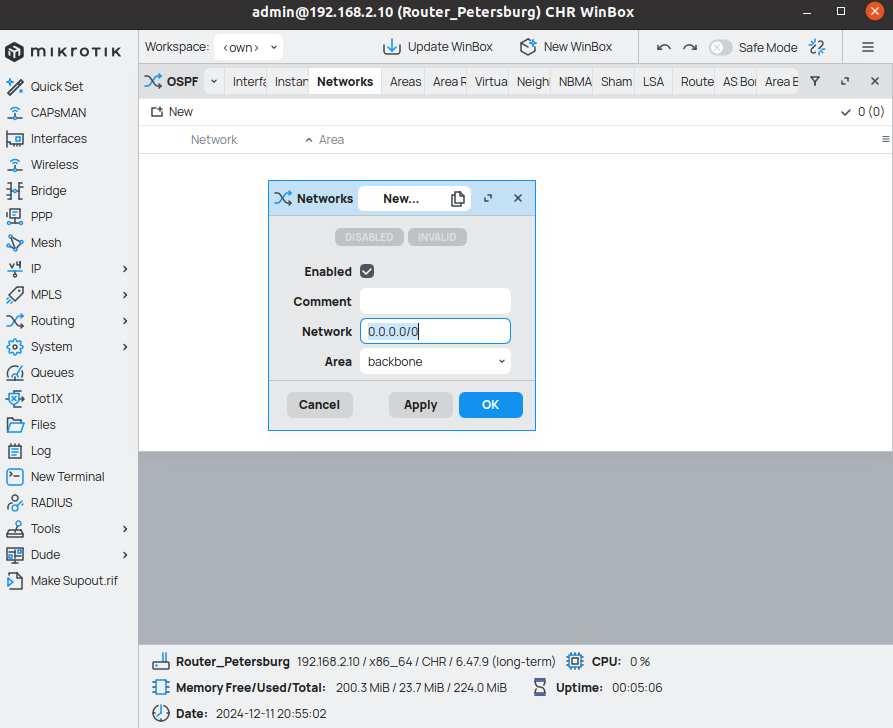 admin@192.168.2.10 (Router_Petersburg) CHR WinBox
mikrotik
Workspace: <own> Update WinBox New WinBox Safe Mode
OSPF Interfa Instan Networks Areas Area R Virtua Neigh NBMA Sham LSA Route AS Bo Area B
New 0 (0)
Network Area
Quick Set
CAPsMAN
Interfaces
Wireless
Bridge
PPP
Mesh
IP
MPLS
Routing
System
Queues
Dot1X
Files
Log
New Terminal
RADIUS
Tools
Dude
Make Supout.rif
Networks New...
DISABLED INVALID
Enabled
Comment
Network 0.0.0.0/0
Area backbone
Cancel Apply OK
Router_Petersburg 192.168.2.10 / x86_64 / CHR / 6.47.9 (long-term) CPU: 0 %
Memory Free/Used/Total: 200.3 MiB / 23.7 MiB / 224.0 MiB Uptime: 00:05:06
Date: 2024-12-11 20:55:02